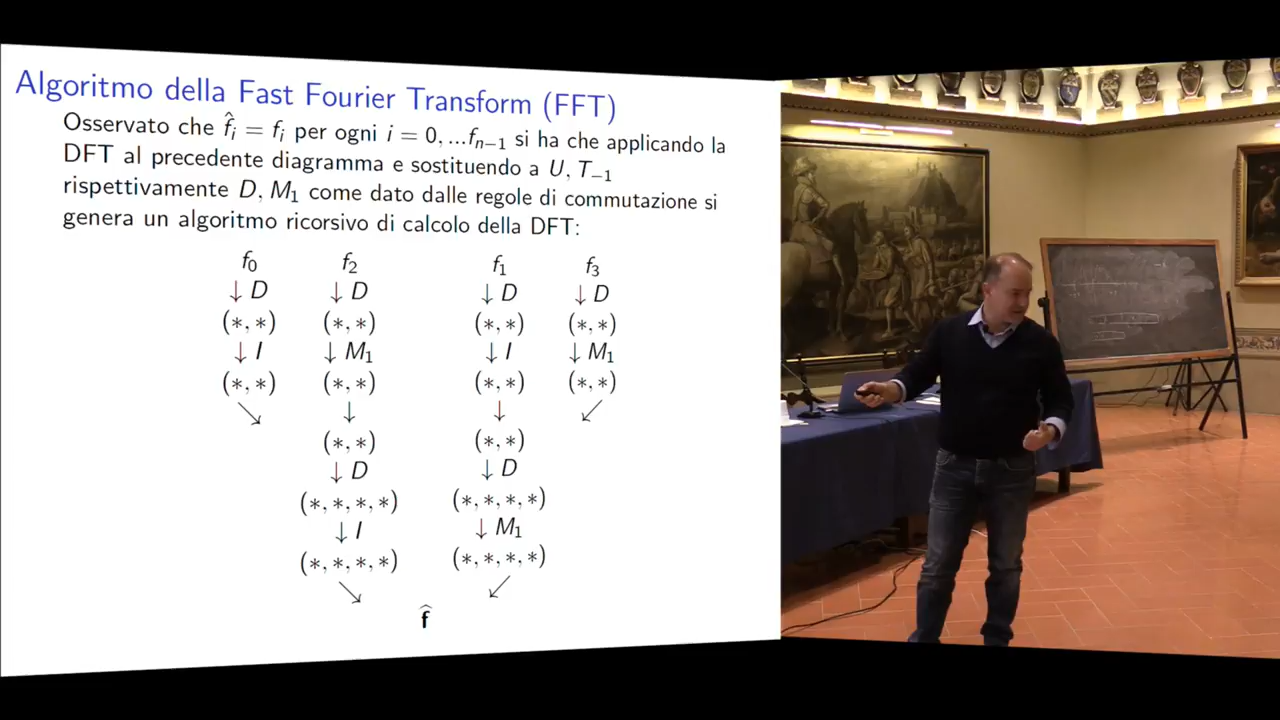 Algoritmo della Fast Fourier Transform (FFT)
Osservato che f̂ᵢ = fᵢ per ogni i = 0, ...fₙ₋₁ si ha che applicando la
DFT al precedente diagramma e sostituendo a U, T₋₁
rispettivamente D, M₁ come dato dalle regole di commutazione si
genera un algoritmo ricorsivo di calcolo della DFT:
f₀ f₂ f₁ f₃
↓ D ↓ D ↓ D ↓ D
(*, *) (*, *) (*, *) (*, *)
↓ I ↓ M₁ ↓ I ↓ M₁
(*, *) (*, *) (*, *) (*, *)
↘ ↓ ↓ ↙
(*, *) (*, *)
↓ D ↓ D
(*, *, *, *) (*, *, *, *)
↓ I ↓ M₁
(*, *, *, *) (*, *, *, *)
↘ ↙
f̂